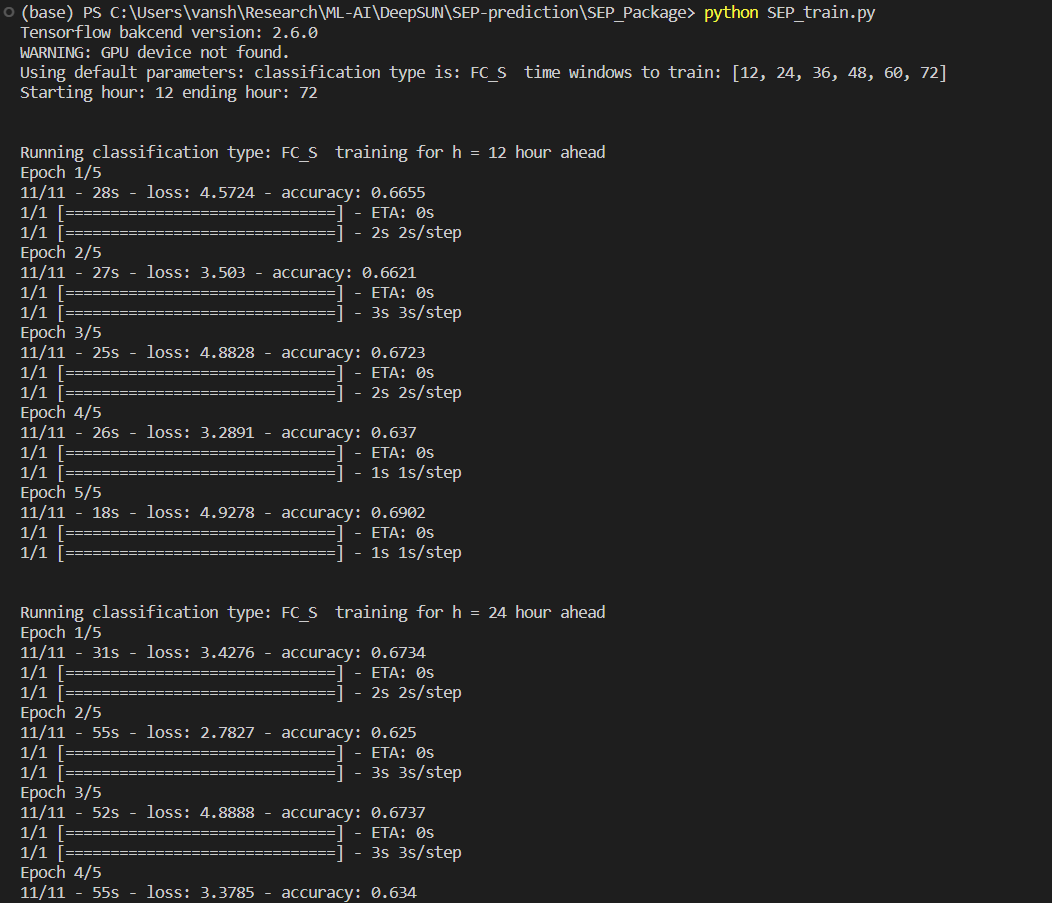 (base) PS C:\Users\vansh\Research\ML-AI\DeepSUN\SEP-prediction\SEP_Package> python SEP_train.py
Tensorflow bakcend version: 2.6.0
WARNING: GPU device not found.
Using default parameters: classification type is: FC_S  time windows to train: [12, 24, 36, 48, 60, 72]
Starting hour: 12 ending hour: 72
Running classification type: FC_S  training for h = 12 hour ahead
Epoch 1/5
11/11 - 28s - loss: 4.5724 - accuracy: 0.6655
1/1 [==============================] - ETA: 0s
1/1 [==============================] - 2s 2s/step
Epoch 2/5
11/11 - 27s - loss: 3.503 - accuracy: 0.6621
1/1 [==============================] - ETA: 0s
1/1 [==============================] - 3s 3s/step
Epoch 3/5
11/11 - 25s - loss: 4.8828 - accuracy: 0.6723
1/1 [==============================] - ETA: 0s
1/1 [==============================] - 2s 2s/step
Epoch 4/5
11/11 - 26s - loss: 3.2891 - accuracy: 0.637
1/1 [==============================] - ETA: 0s
1/1 [==============================] - 1s 1s/step
Epoch 5/5
11/11 - 18s - loss: 4.9278 - accuracy: 0.6902
1/1 [==============================] - ETA: 0s
1/1 [==============================] - 1s 1s/step
Running classification type: FC_S  training for h = 24 hour ahead
Epoch 1/5
11/11 - 31s - loss: 3.4276 - accuracy: 0.6734
1/1 [==============================] - ETA: 0s
1/1 [==============================] - 2s 2s/step
Epoch 2/5
11/11 - 55s - loss: 2.7827 - accuracy: 0.625
1/1 [==============================] - ETA: 0s
1/1 [==============================] - 3s 3s/step
Epoch 3/5
11/11 - 52s - loss: 4.8888 - accuracy: 0.6737
1/1 [==============================] - ETA: 0s
1/1 [==============================] - 3s 3s/step
Epoch 4/5
11/11 - 55s - loss: 3.3785 - accuracy: 0.634